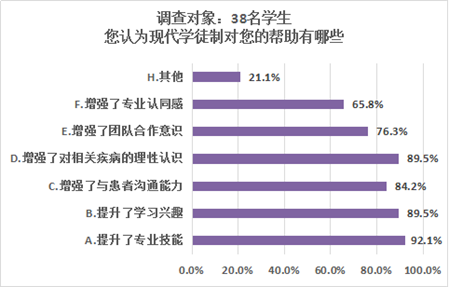 调查对象：38名学生
您认为现代学徒制对您的帮助有哪些
H.其他
21.1%
F.增强了专业认同感
65.8%
E.增强了团队合作意识
76.3%
D.增强了对相关疾病的理性认识
89.5%
C.增强了与患者沟通能力
84.2%
B.提升了学习兴趣
89.5%
A.提升了专业技能
92.1%
0.0% 20.0% 40.0% 60.0% 80.0% 100.0%